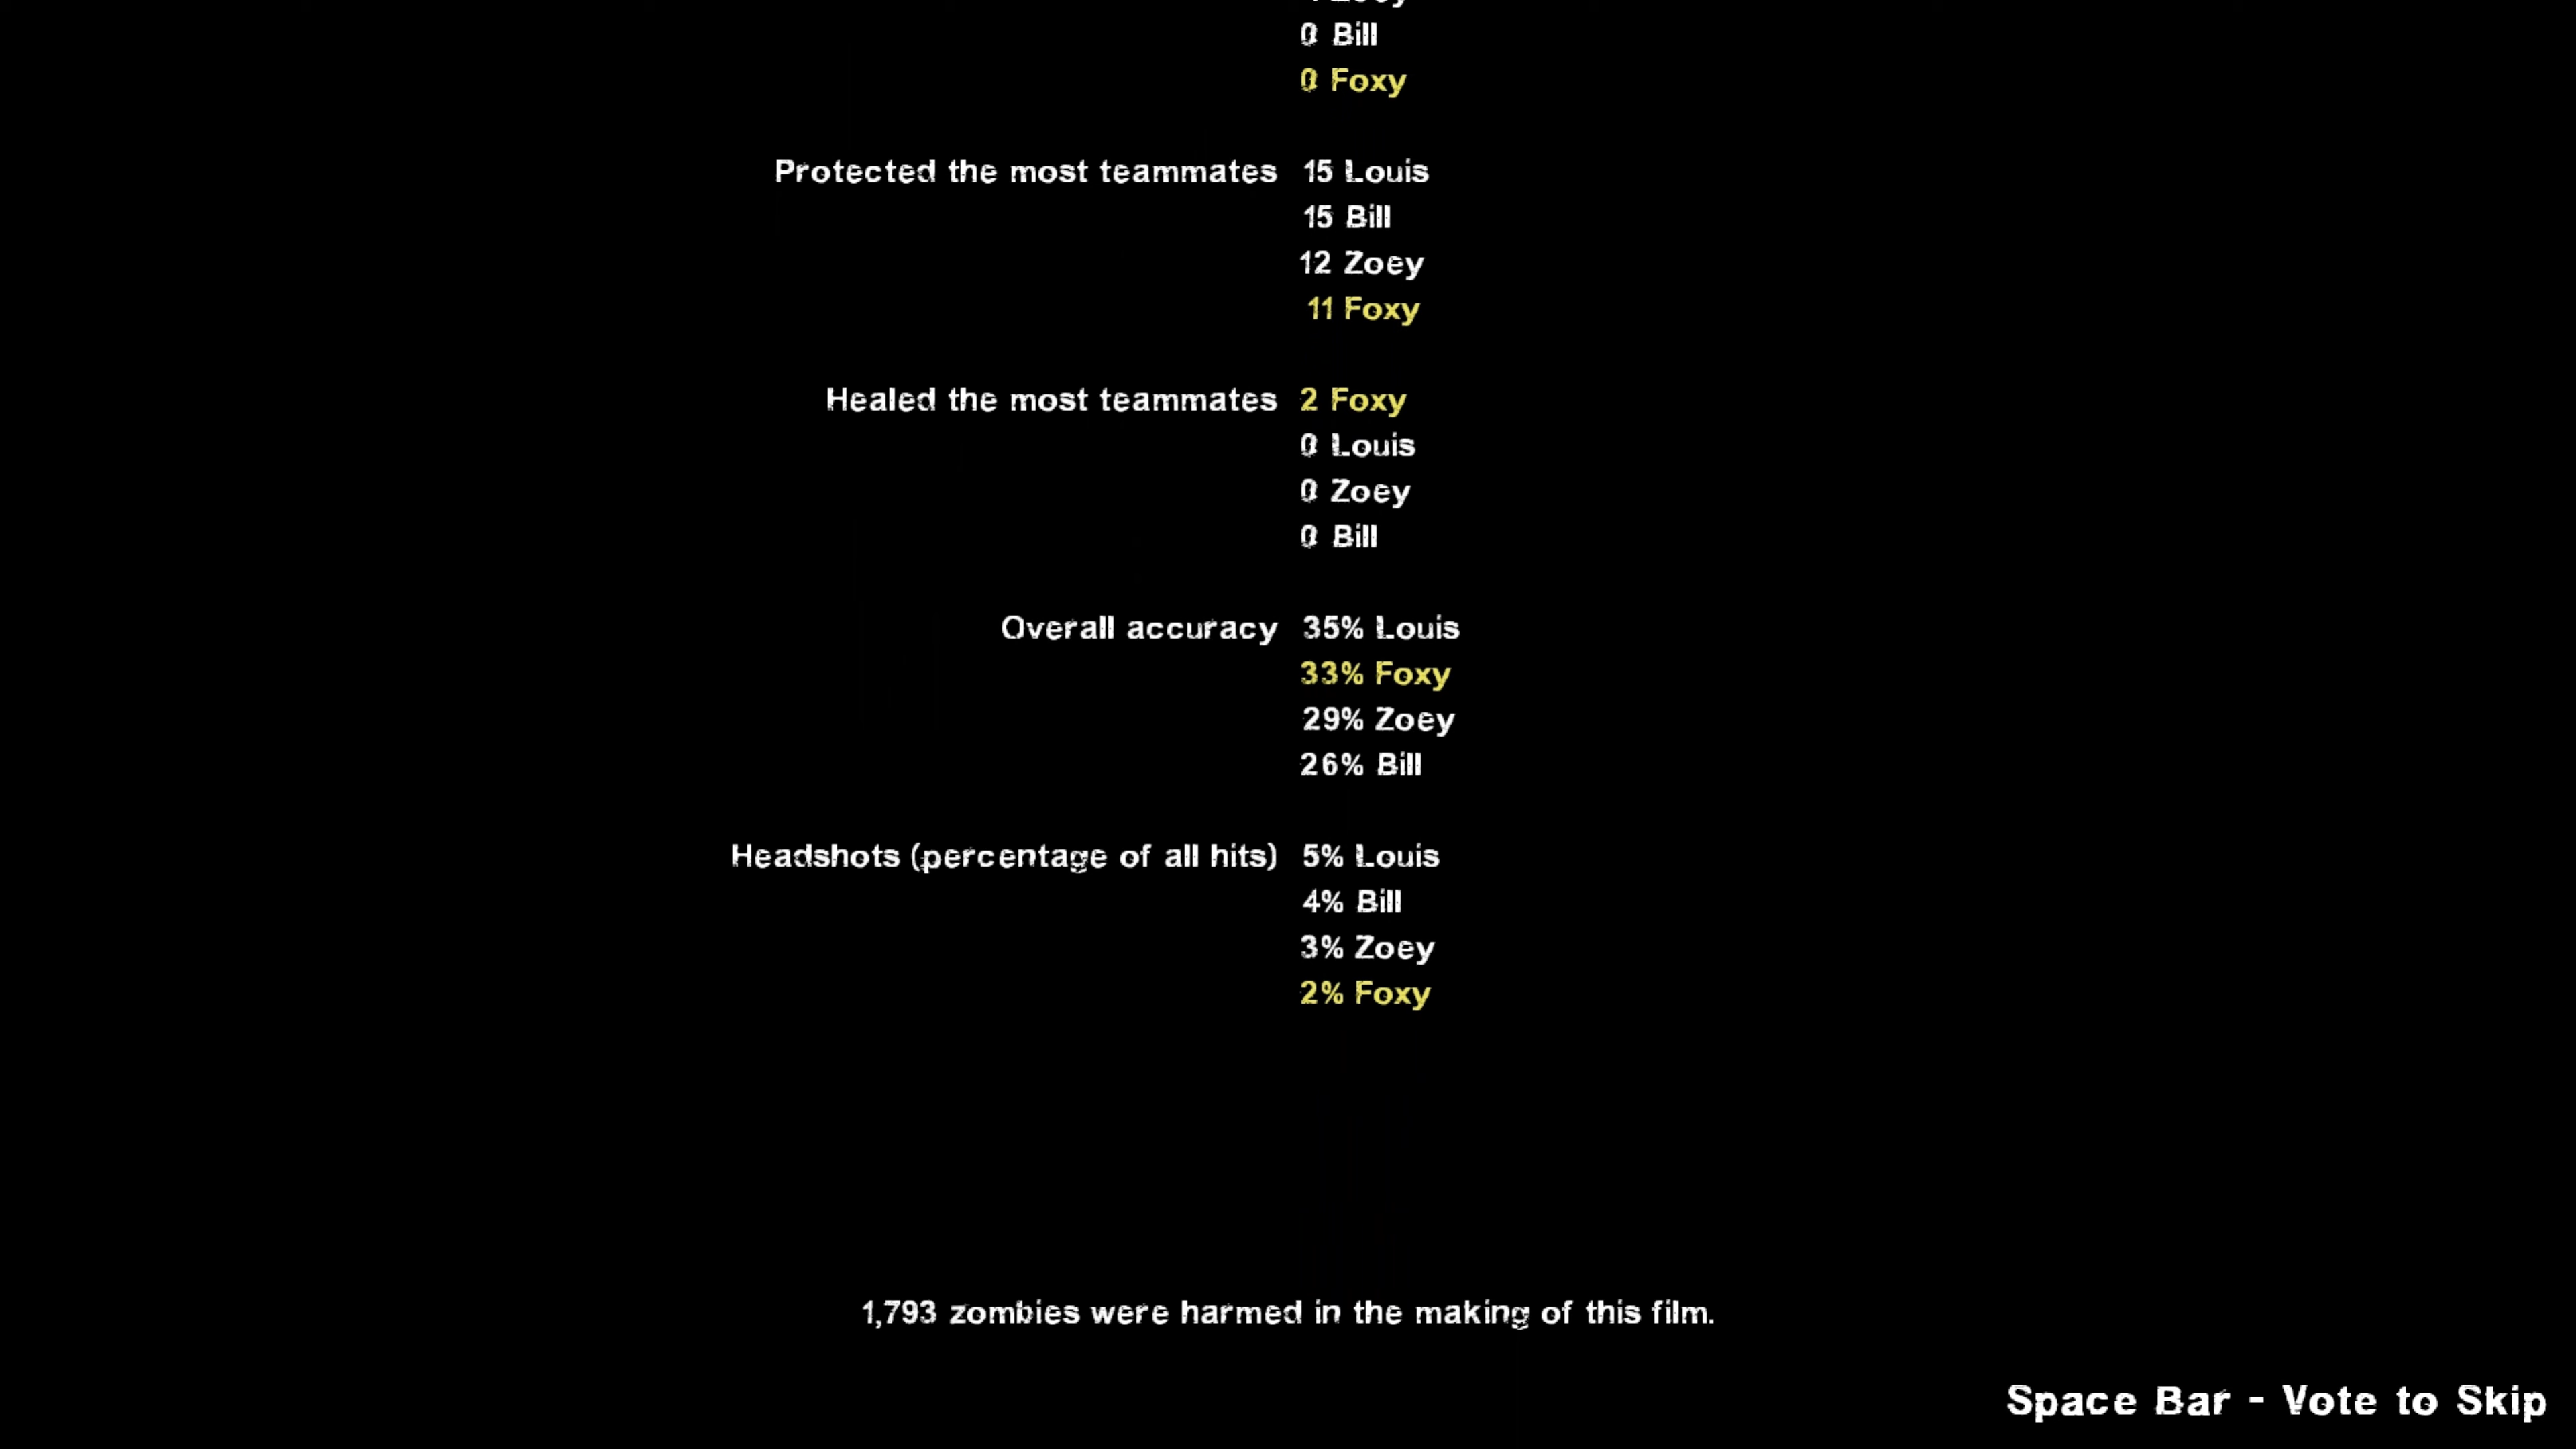 0 Bill
0 Foxy
Protected the most teammates 15 Louis
15 Bill
12 Zoey
11 Foxy
Healed the most teammates 2 Foxy
0 Louis
0 Zoey
0 Bill
Overall accuracy 35% Louis
33% Foxy
29% Zoey
26% Bill
Headshots (percentage of all hits) 5% Louis
4% Bill
3% Zoey
2% Foxy
1,793 zombies were harmed in the making of this film.
Space Bar - Vote to Skip